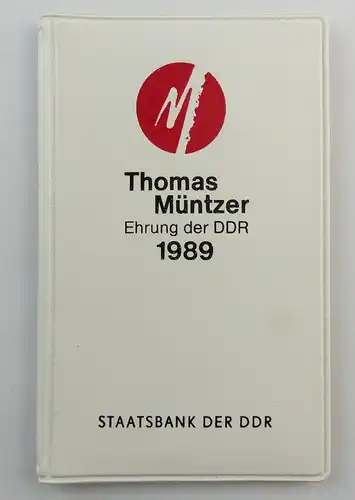 M
Thomas
Müntzer
Ehrung der DDR
1989
STAATSBANK DER DDR